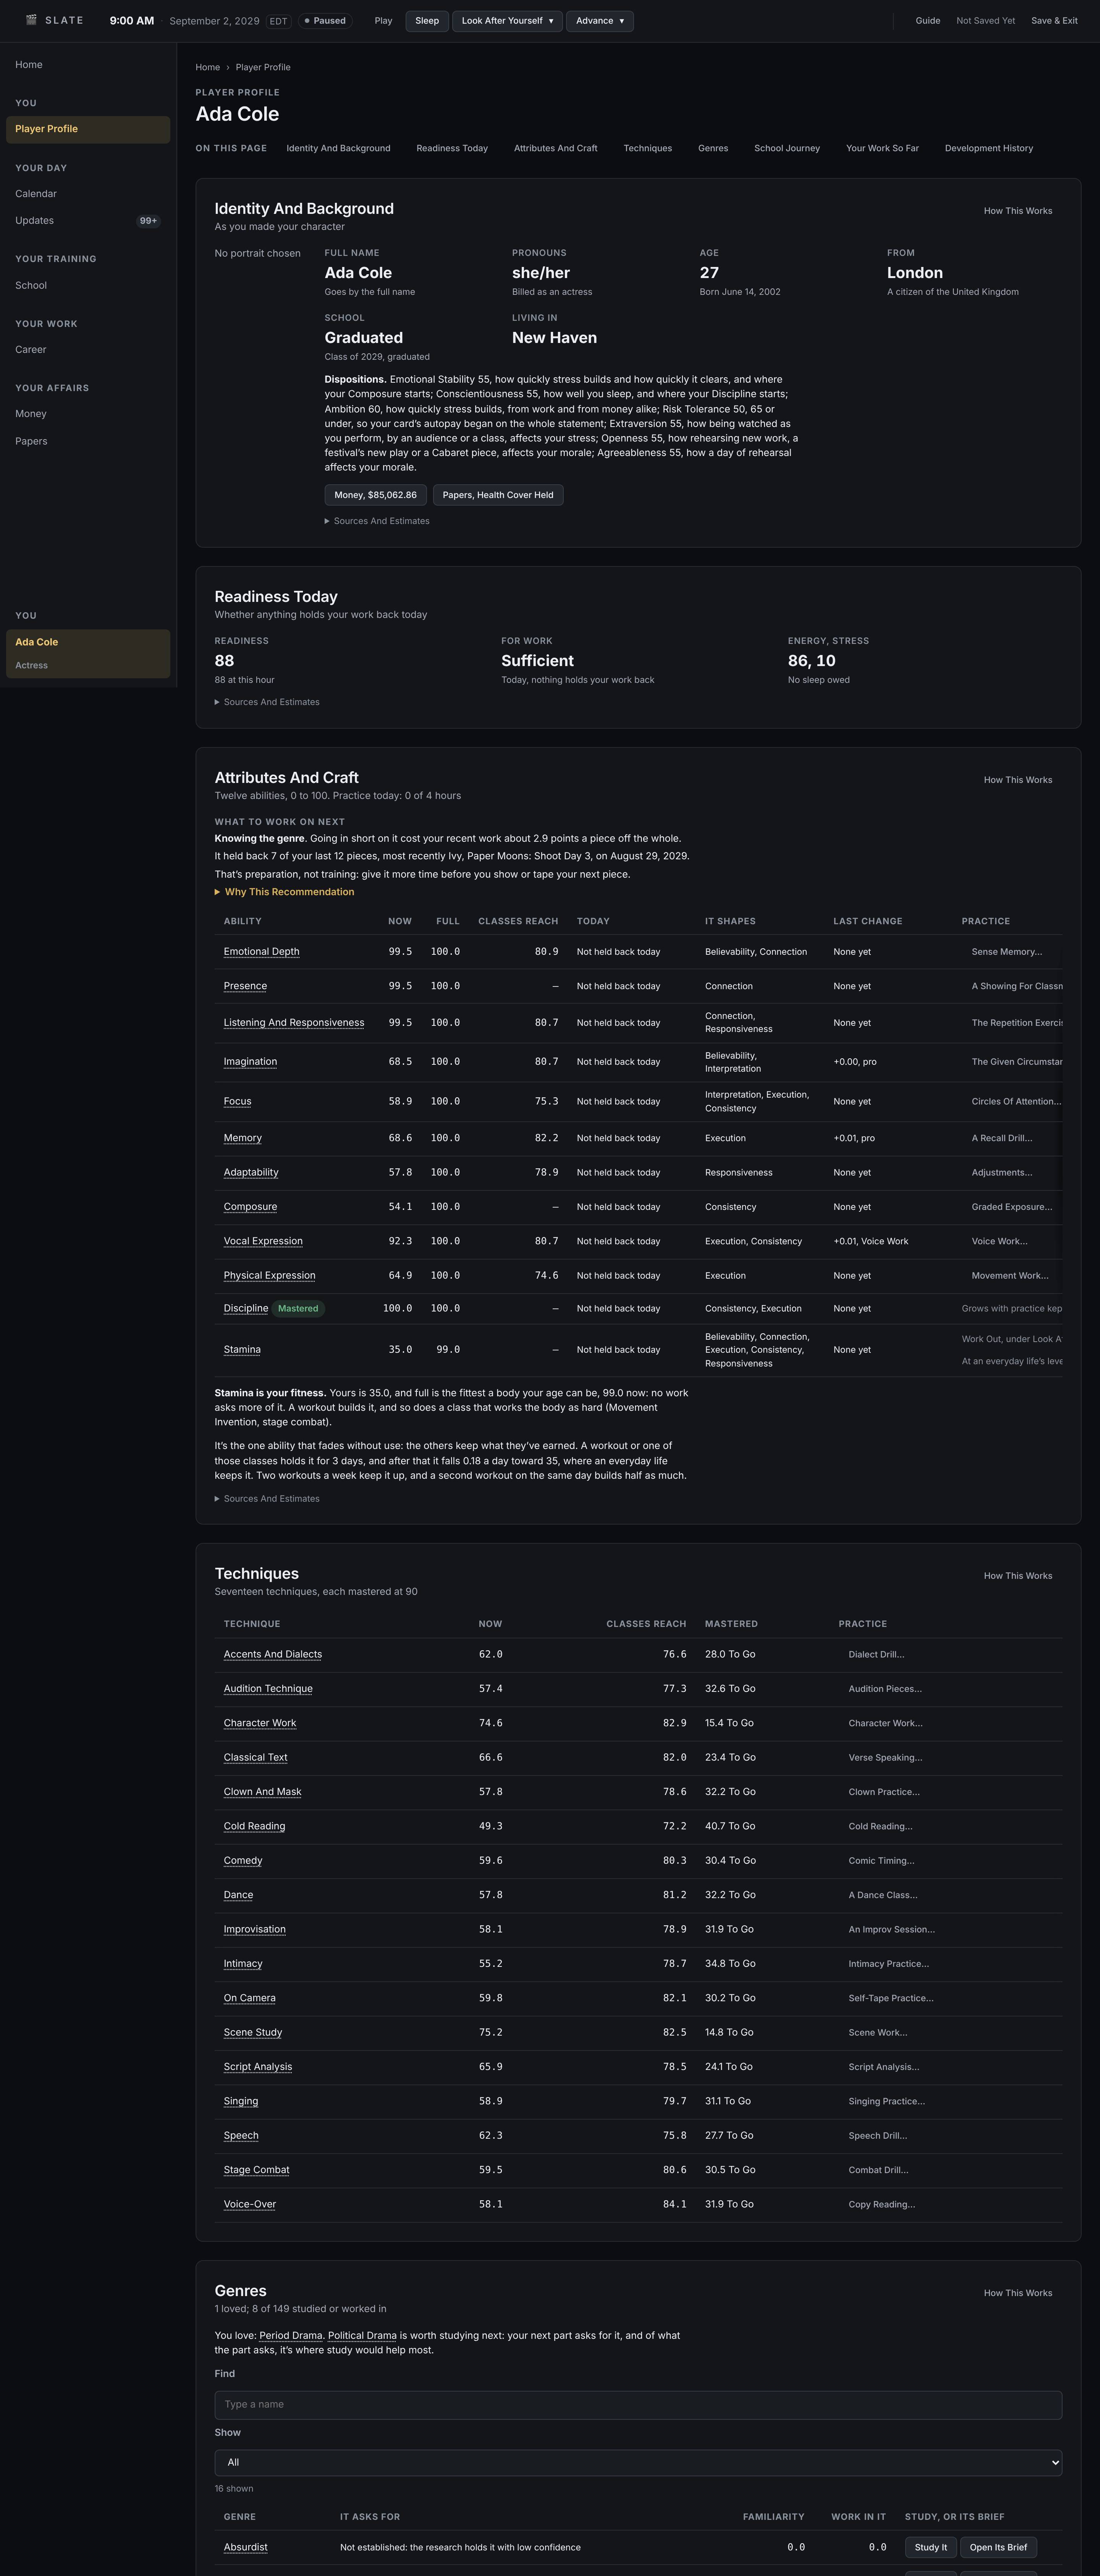 SLATE
9:00 AM · September 2, 2029 EDT Paused Play Sleep Look After Yourself ▾ Advance ▾ Guide Not Saved Yet Save & Exit
Home
YOU
Player Profile
YOUR DAY
Calendar
Updates 99+
YOUR TRAINING
School
YOUR WORK
Career
YOUR AFFAIRS
Money
Papers
YOU
Ada Cole
Actress
Home › Player Profile
PLAYER PROFILE
Ada Cole
ON THIS PAGE Identity And Background Readiness Today Attributes And Craft Techniques Genres School Journey Your Work So Far Development History
Identity And Background
How This Works
As you made your character
No portrait chosen
FULL NAME PRONOUNS AGE FROM
Ada Cole she/her 27 London
Goes by the full name Billed as an actress Born June 14, 2002 A citizen of the United Kingdom
SCHOOL LIVING IN
Graduated New Haven
Class of 2029, graduated
Dispositions. Emotional Stability 55, how quickly stress builds and how quickly it clears, and where
your Composure starts; Conscientiousness 55, how well you sleep, and where your Discipline starts;
Ambition 60, how quickly stress builds, from work and from money alike; Risk Tolerance 50, 65 or
under, so your card's autopay began on the whole statement; Extraversion 55, how being watched as
you perform, by an audience or a class, affects your stress; Openness 55, how rehearsing new work, a
festival's new play or a Cabaret piece, affects your morale; Agreeableness 55, how a day of rehearsal
affects your morale.
Money, $85,062.86 Papers, Health Cover Held
▶ Sources And Estimates
Readiness Today
Whether anything holds your work back today
READINESS FOR WORK ENERGY, STRESS
88 Sufficient 86, 10
88 at this hour Today, nothing holds your work back No sleep owed
▶ Sources And Estimates
Attributes And Craft
How This Works
Twelve abilities, 0 to 100. Practice today: 0 of 4 hours
WHAT TO WORK ON NEXT
Knowing the genre. Going in short on it cost your recent work about 2.9 points a piece off the whole.
It held back 7 of your last 12 pieces, most recently Ivy, Paper Moons: Shoot Day 3, on August 29, 2029.
That's preparation, not training: give it more time before you show or tape your next piece.
▶ Why This Recommendation
ABILITY NOW FULL CLASSES REACH TODAY IT SHAPES LAST CHANGE PRACTICE
Emotional Depth 99.5 100.0 80.9 Not held back today Believability, Connection None yet Sense Memory...
Presence 99.5 100.0 – Not held back today Connection None yet A Showing For Classm
Listening And Responsiveness 99.5 100.0 80.7 Not held back today Connection, Responsiveness None yet The Repetition Exercis
Imagination 68.5 100.0 80.7 Not held back today Believability, Interpretation +0.00, pro The Given Circumstan
Focus 58.9 100.0 75.3 Not held back today Interpretation, Execution, Consistency None yet Circles Of Attention...
Memory 68.6 100.0 82.2 Not held back today Execution +0.01, pro A Recall Drill...
Adaptability 57.8 100.0 78.9 Not held back today Responsiveness None yet Adjustments...
Composure 54.1 100.0 – Not held back today Consistency None yet Graded Exposure...
Vocal Expression 92.3 100.0 80.7 Not held back today Execution, Consistency +0.01, Voice Work Voice Work...
Physical Expression 64.9 100.0 74.6 Not held back today Execution None yet Movement Work...
Discipline Mastered 100.0 100.0 – Not held back today Consistency, Execution None yet Grows with practice kep
Stamina 35.0 99.0 – Not held back today Believability, Connection, Execution, Consistency, Responsiveness None yet Work Out, under Look A
At an everyday life's leve
Stamina is your fitness. Yours is 35.0, and full is the fittest a body your age can be, 99.0 now: no work
asks more of it. A workout builds it, and so does a class that works the body as hard (Movement
Invention, stage combat).
It's the one ability that fades without use: the others keep what they've earned. A workout or one of
those classes holds it for 3 days, and after that it falls 0.18 a day toward 35, where an everyday life
keeps it. Two workouts a week keep it up, and a second workout on the same day builds half as much.
▶ Sources And Estimates
Techniques
How This Works
Seventeen techniques, each mastered at 90
TECHNIQUE NOW CLASSES REACH MASTERED PRACTICE
Accents And Dialects 62.0 76.6 28.0 To Go Dialect Drill...
Audition Technique 57.4 77.3 32.6 To Go Audition Pieces...
Character Work 74.6 82.9 15.4 To Go Character Work...
Classical Text 66.6 82.0 23.4 To Go Verse Speaking...
Clown And Mask 57.8 78.6 32.2 To Go Clown Practice...
Cold Reading 49.3 72.2 40.7 To Go Cold Reading...
Comedy 59.6 80.3 30.4 To Go Comic Timing...
Dance 57.8 81.2 32.2 To Go A Dance Class...
Improvisation 58.1 78.9 31.9 To Go An Improv Session...
Intimacy 55.2 78.7 34.8 To Go Intimacy Practice...
On Camera 59.8 82.1 30.2 To Go Self-Tape Practice...
Scene Study 75.2 82.5 14.8 To Go Scene Work...
Script Analysis 65.9 78.5 24.1 To Go Script Analysis...
Singing 58.9 79.7 31.1 To Go Singing Practice...
Speech 62.3 75.8 27.7 To Go Speech Drill...
Stage Combat 59.5 80.6 30.5 To Go Combat Drill...
Voice-Over 58.1 84.1 31.9 To Go Copy Reading...
Genres
How This Works
1 loved; 8 of 149 studied or worked in
You love: Period Drama. Political Drama is worth studying next: your next part asks for it, and of what
the part asks, it's where study would help most.
Find
Type a name
Show
All
16 shown
GENRE IT ASKS FOR FAMILIARITY WORK IN IT STUDY, OR ITS BRIEF
Absurdist Not established: the research holds it with low confidence 0.0 0.0 Study It Open Its Brief